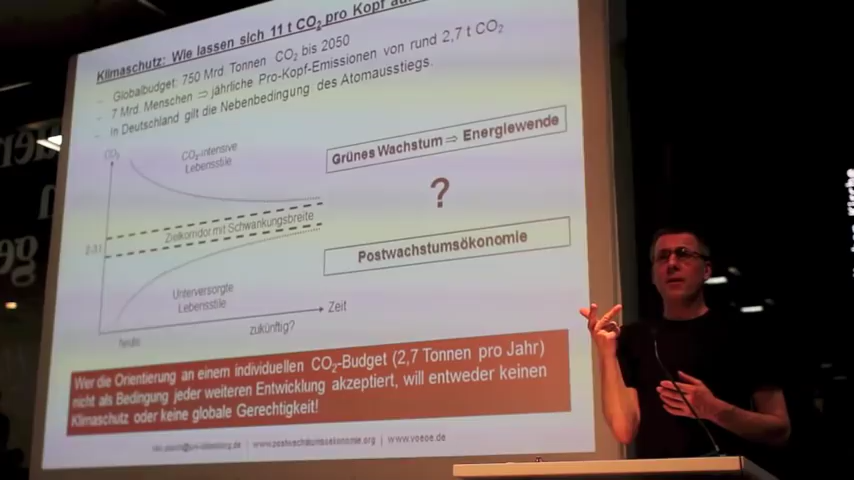 Klimaschutz: Wie lassen sich 11 t CO₂ pro Kopf
– Globalbudget: 750 Mrd. Tonnen CO₂ bis 2050
– 7 Mrd. Menschen ⇒ jährliche Pro-Kopf-Emissionen von rund 2,7 t CO₂
– In Deutschland gilt die Nebenbedingung des Atomausstiegs.
CO₂
CO₂-intensive
Lebensstile
Grünes Wachstum ⇒ Energiewende
?
Zielkorridor mit Schwankungsbreite
Postwachstumsökonomie
Unterversorgte
Lebensstile
Zeit
heute
zukünftig?
Wer die Orientierung an einem individuellen CO₂-Budget (2,7 Tonnen pro Jahr)
nicht als Bedingung jeder weiteren Entwicklung akzeptiert, will entweder keinen
Klimaschutz oder keine globale Gerechtigkeit!
| www.postwachstumsoekonomie.org | www.voeoe.de